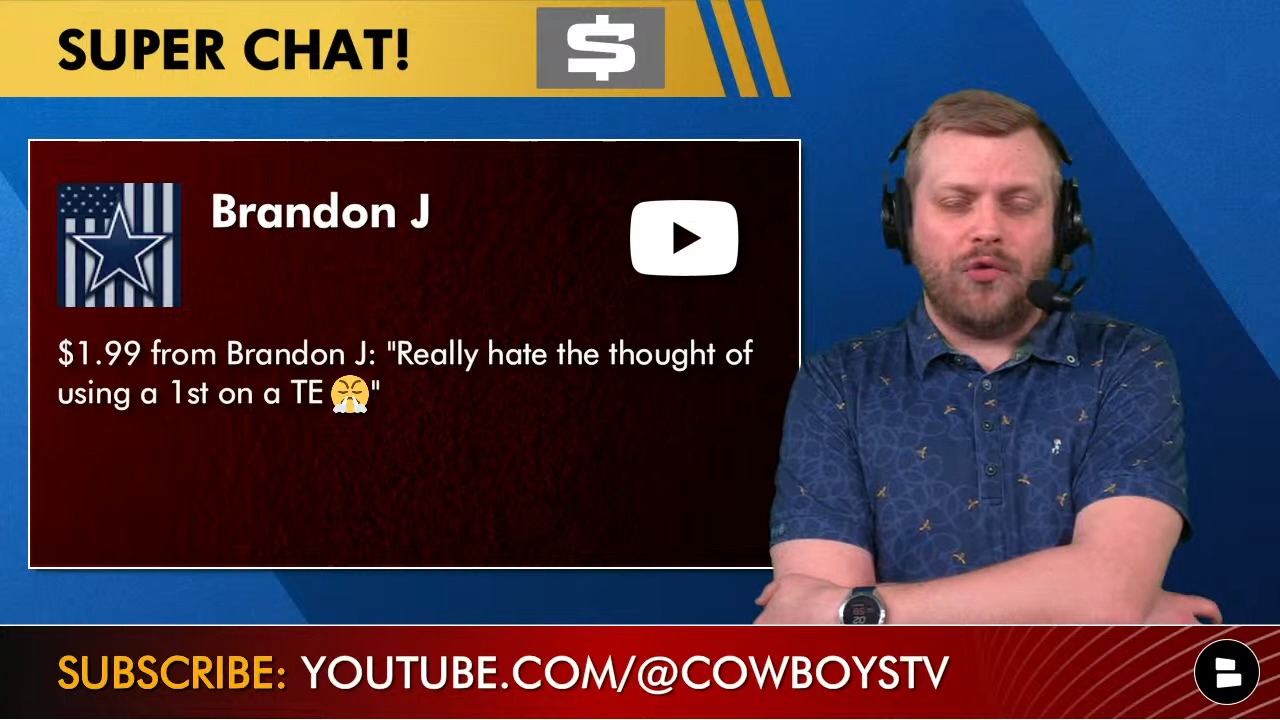 SUPER CHAT!
$
Brandon J
$1.99 from Brandon J: "Really hate the thought of
using a 1st on a TE 😤"
SUBSCRIBE: YOUTUBE.COM/@COWBOYSTV